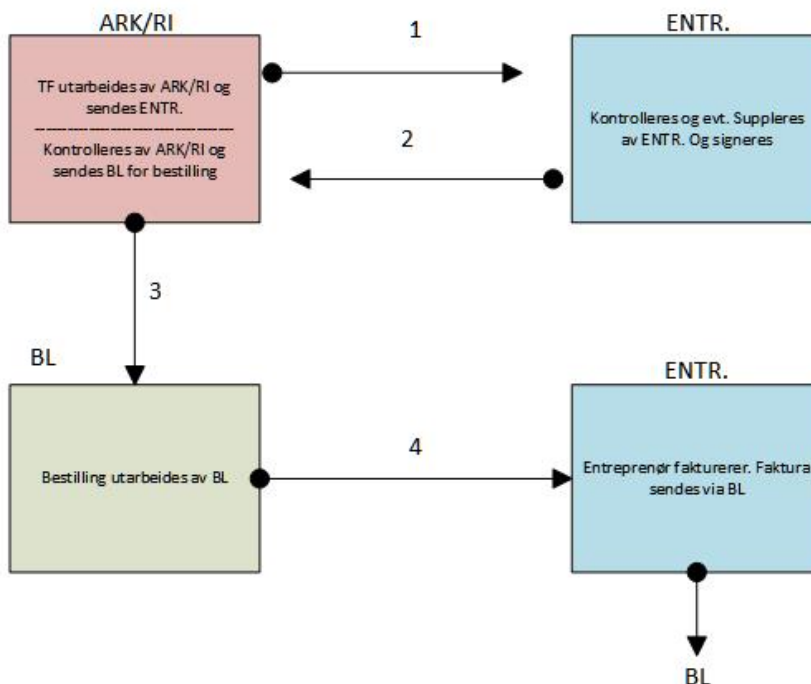 ARK/RI
ENTR.
1
TF utarbeides av ARK/RI og
sendes ENTR.
--------------------------------------
Kontrolleres av ARK/RI og
sendes BL for bestilling
Kontrolleres og evt. Suppleres
av ENTR. Og signeres
2
3
BL
ENTR.
4
Bestilling utarbeides av BL
Entreprenør fakturerer. Faktura
sendes via BL
BL